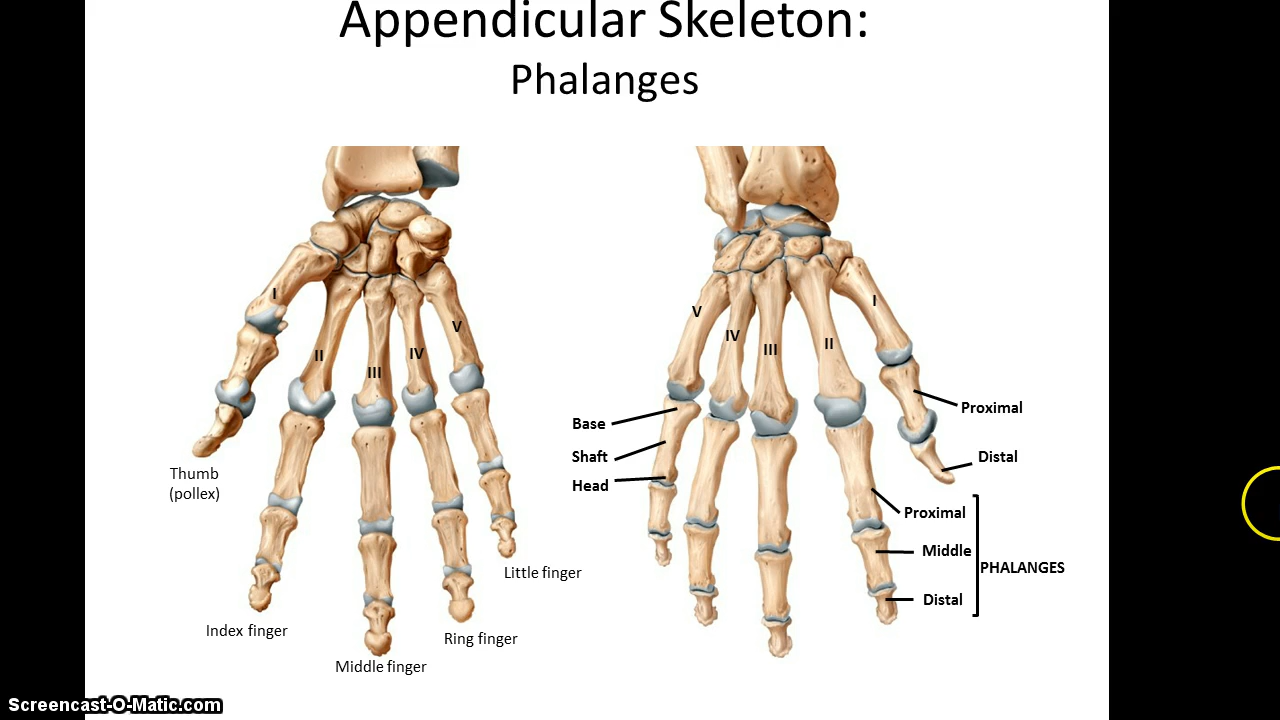 Appendicular Skeleton:
Phalanges
I
II
III
IV
V
Thumb
(pollex)
Index finger
Middle finger
Ring finger
Little finger
V
IV
III
II
I
Base
Shaft
Head
Proximal
Distal
Proximal
Middle
Distal
PHALANGES
Screencast-O-Matic.com